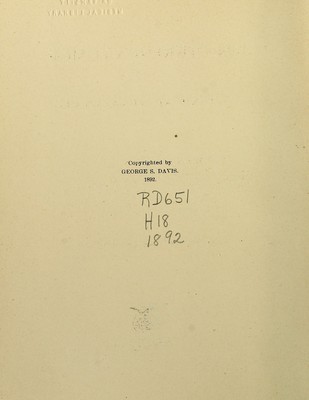 Copyrighted by
GEORGE S. DAVIS.
1892.
RD651
H18
1892